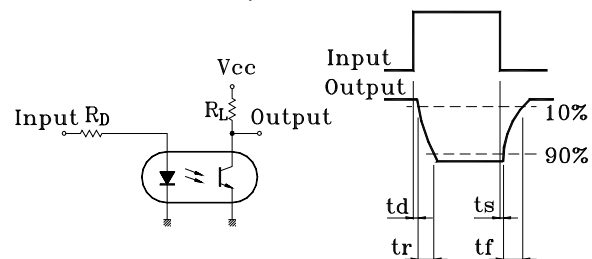 Vcc
RL
Output
Input RD
Input
Output
10%
90%
td
ts
tr
tf